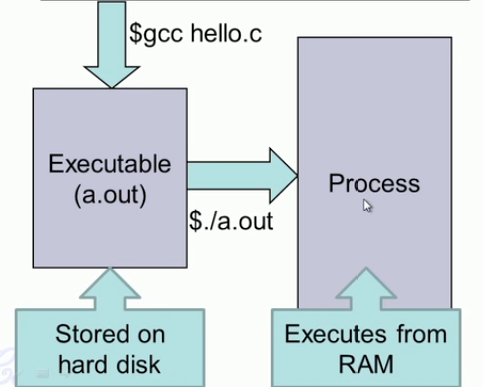 $gcc hello.c
Executable
(a.out)
Process
$./a.out
Stored on
hard disk
Executes from
RAM